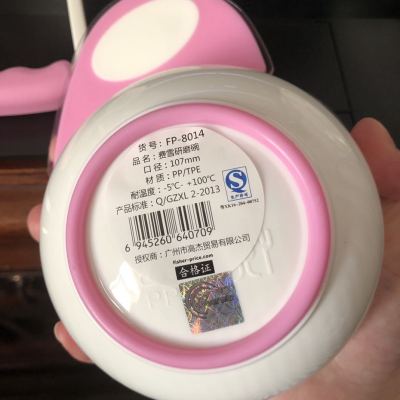 货号: FP-8014
品名: 费雪研磨碗
口径: 107mm
材质: PP/TPE
耐温度: -5℃- +100℃
产品标准: Q/GZXL 2-2013
6 945260 640709
授权商: 广州市高杰贸易有限公司
fisher-price.com
合格证